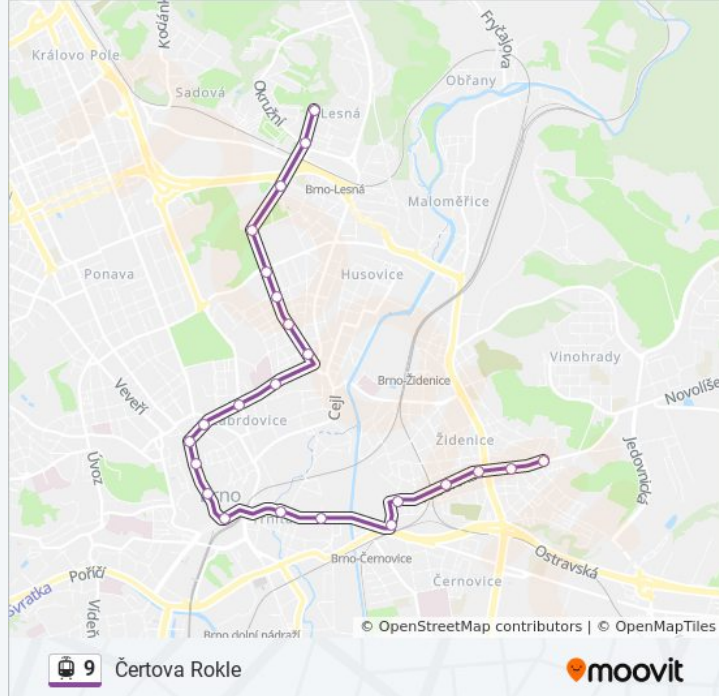 Fryčajova
Královo Pole
Obřany
Sadová
Okružní
Lesná
Brno-Lesná
Maloměřice
Ponava
Husovice
Vinohrady
Brno-Židenice
Novolíše
Veveří
Cejl
Zábrdovice
Židenice
Jedovnická
Úvoz
Brno
Brno-Černovice
Ostravská
Poříčí
Svratka
Černovice
Víden
Brno dolní nádraží
© OpenStreetMap contributors | © OpenMapTiles
9 Čertova Rokle
moovit